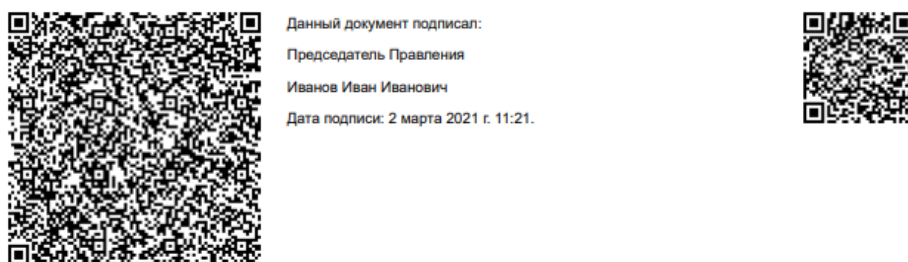 Данный документ подписал:
Председатель Правления
Иванов Иван Иванович
Дата подписи: 2 марта 2021 г. 11:21.